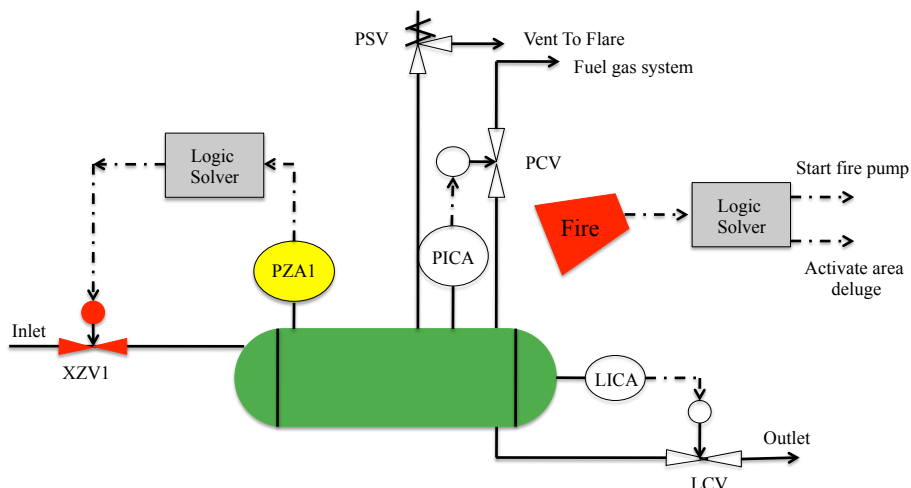 PSV
Vent To Flare
Fuel gas system
Logic
Solver
PCV
Start fire pump
Logic
Solver
Fire
PICA
PZA1
Activate area
deluge
Inlet
XZV1
LICA
Outlet
LCV